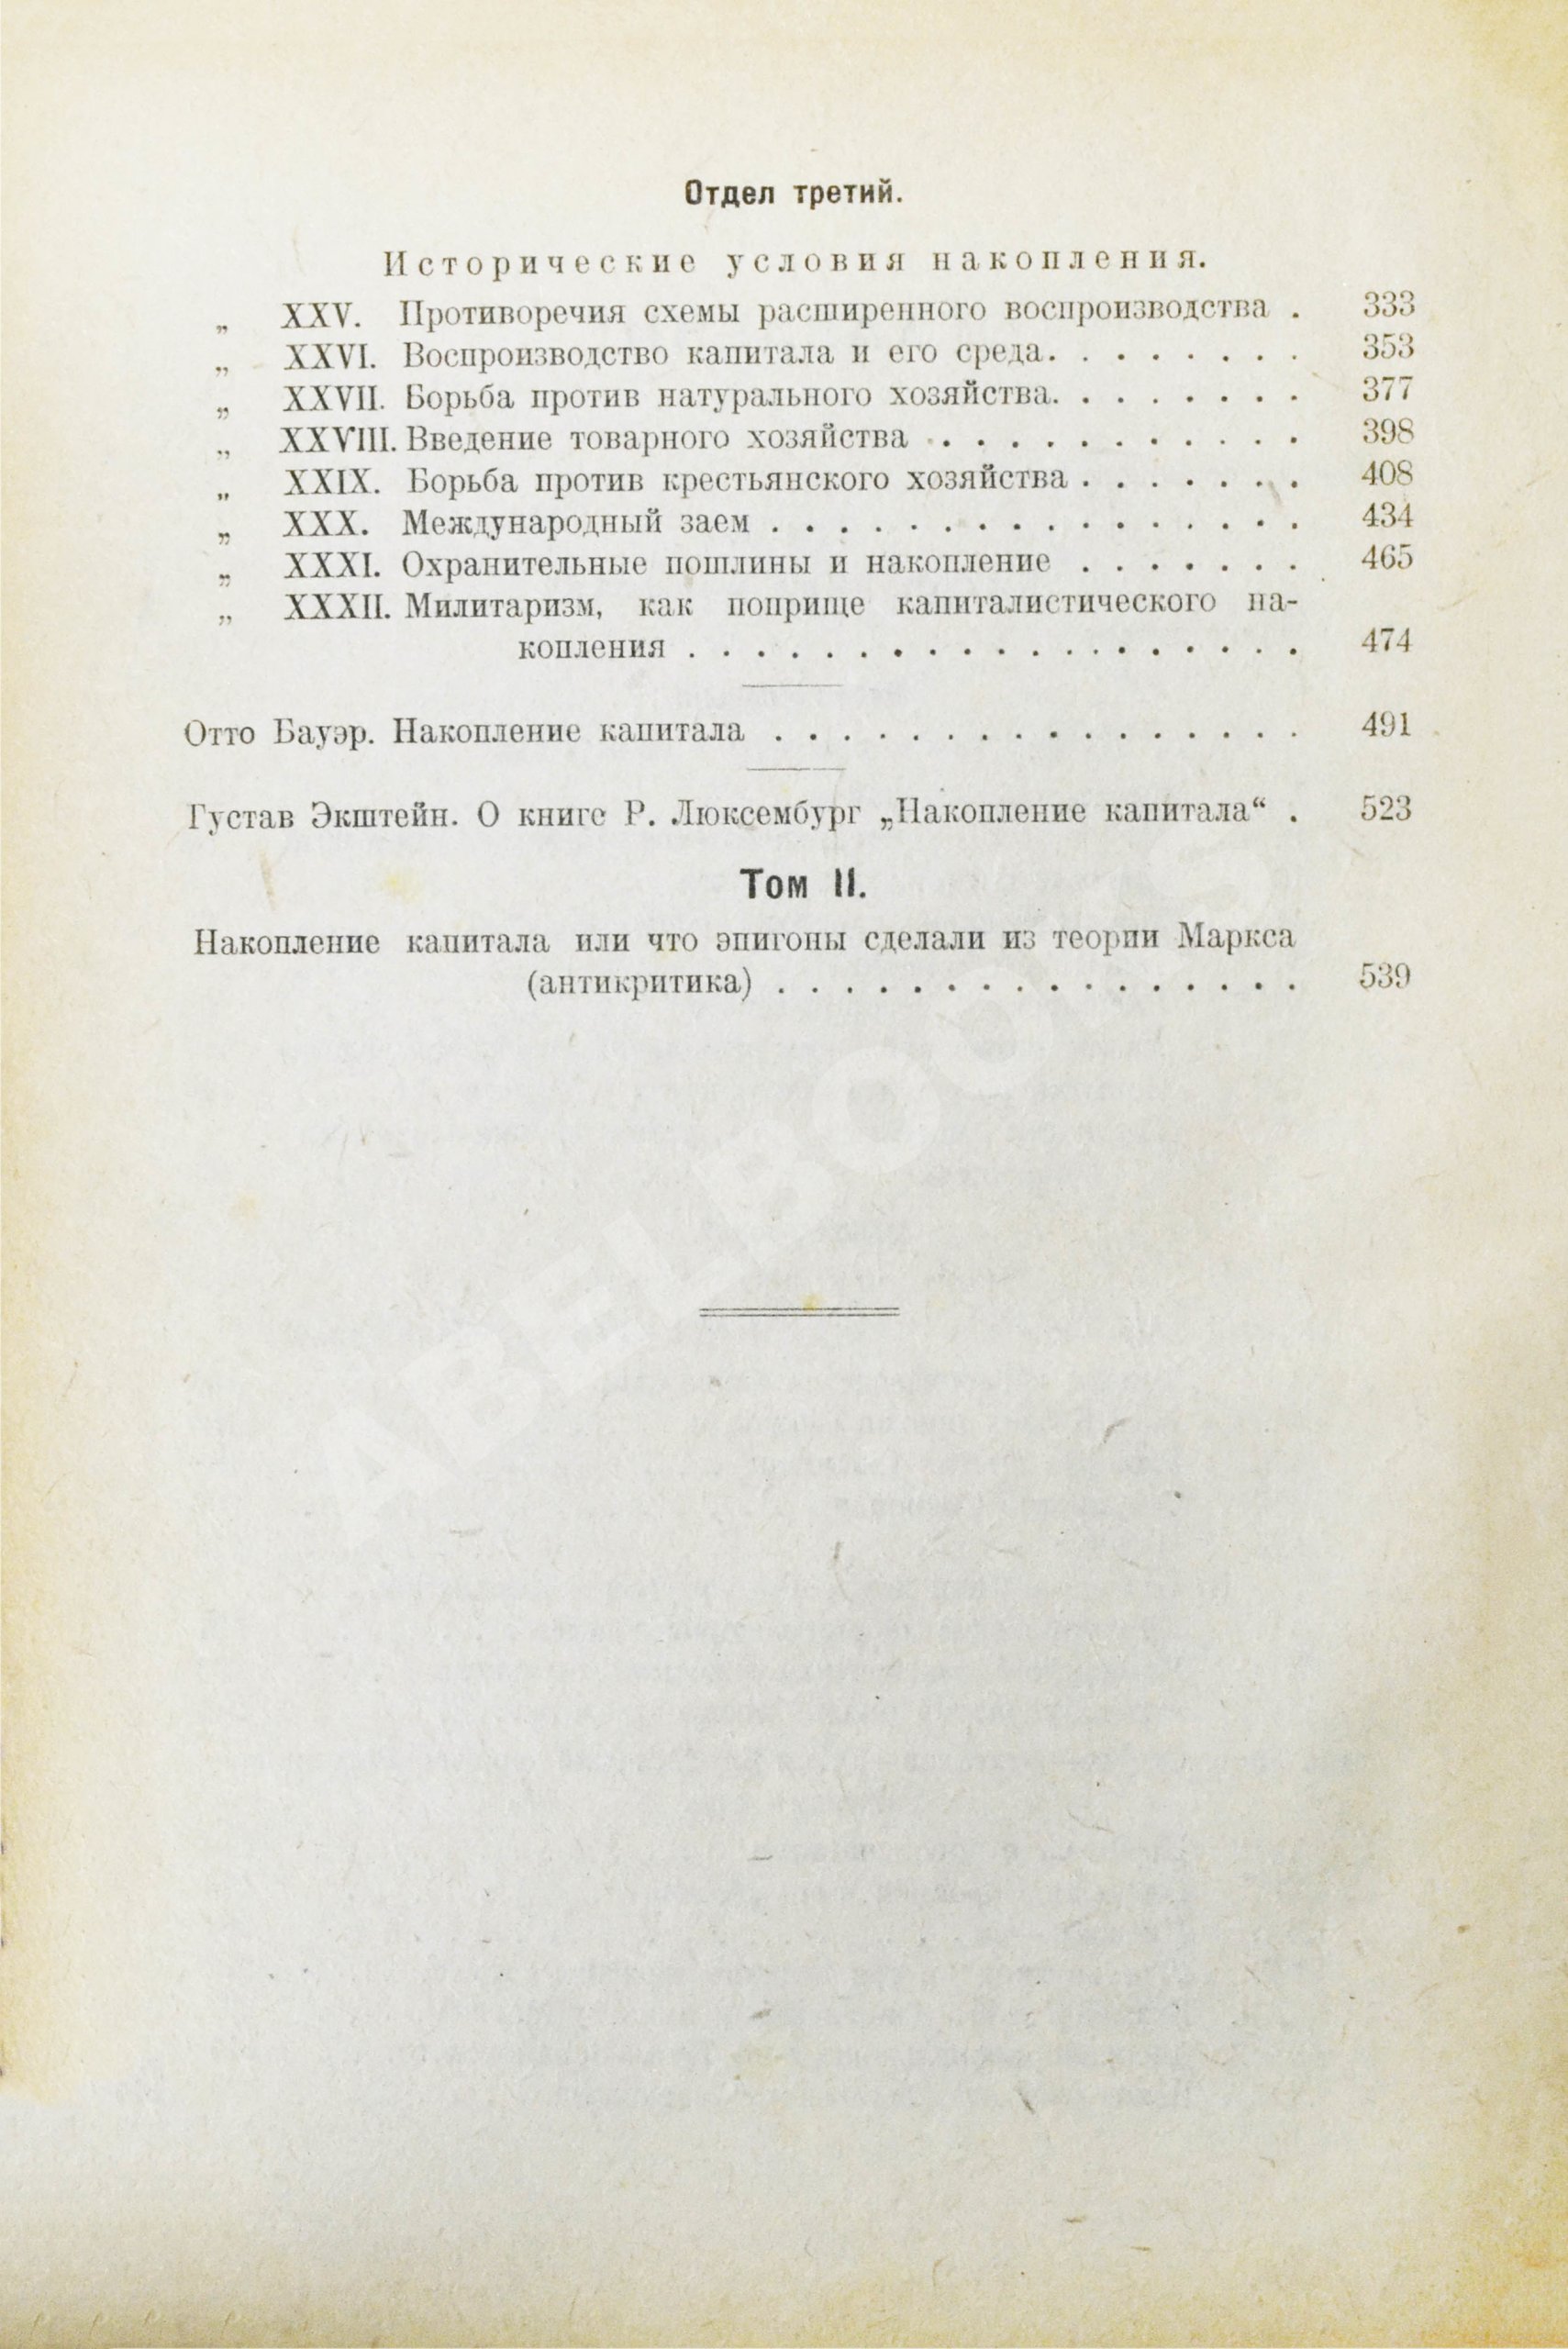 Отдел третий.
Исторические условия накопления.
„ XXV. Противоречия схемы расширенного воспроизводства . 333
„ XXVI. Воспроизводство капитала и его среда. . . . . . . . 353
„ XXVII. Борьба против натурального хозяйства. . . . . . . . 377
„ XXVIII. Введение товарного хозяйства . . . . . . . . . . . 398
„ XXIX. Борьба против крестьянского хозяйства . . . . . . . 408
„ XXX. Международный заем . . . . . . . . . . . . . . . . 434
„ XXXI. Охранительные пошлины и накопление . . . . . . . 465
„ XXXII. Милитаризм, как поприще капиталистического на-
копления . . . . . . . . . . . . . . . . . . 474
Отто Бауэр. Накопление капитала . . . . . . . . . . . . . . . . 491
Густав Экштейн. О книге Р. Люксембург „Накопление капитала“ . 523
Том II.
Накопление капитала или что эпигоны сделали из теории Маркса
(антикритика) . . . . . . . . . . . . . . . . 539